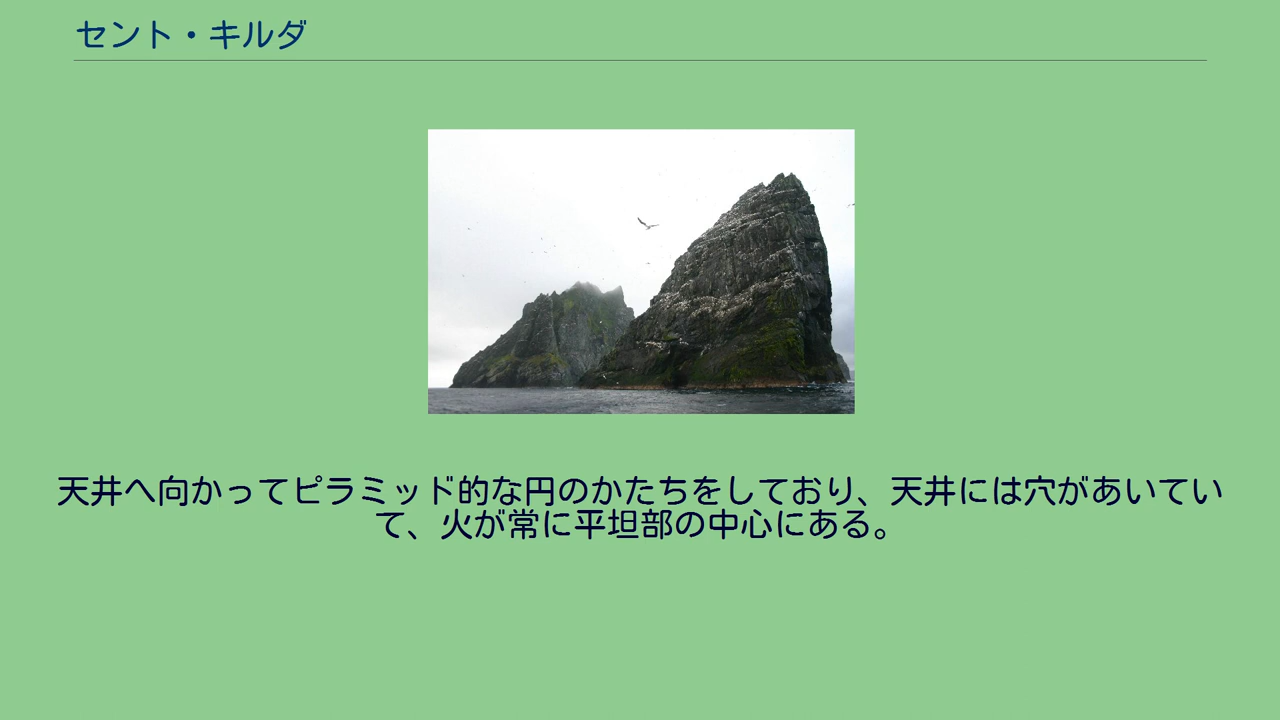 セント・キルダ
天井へ向かってピラミッド的な円のかたちをしており、天井には穴があいてい
て、火が常に平坦部の中心にある。